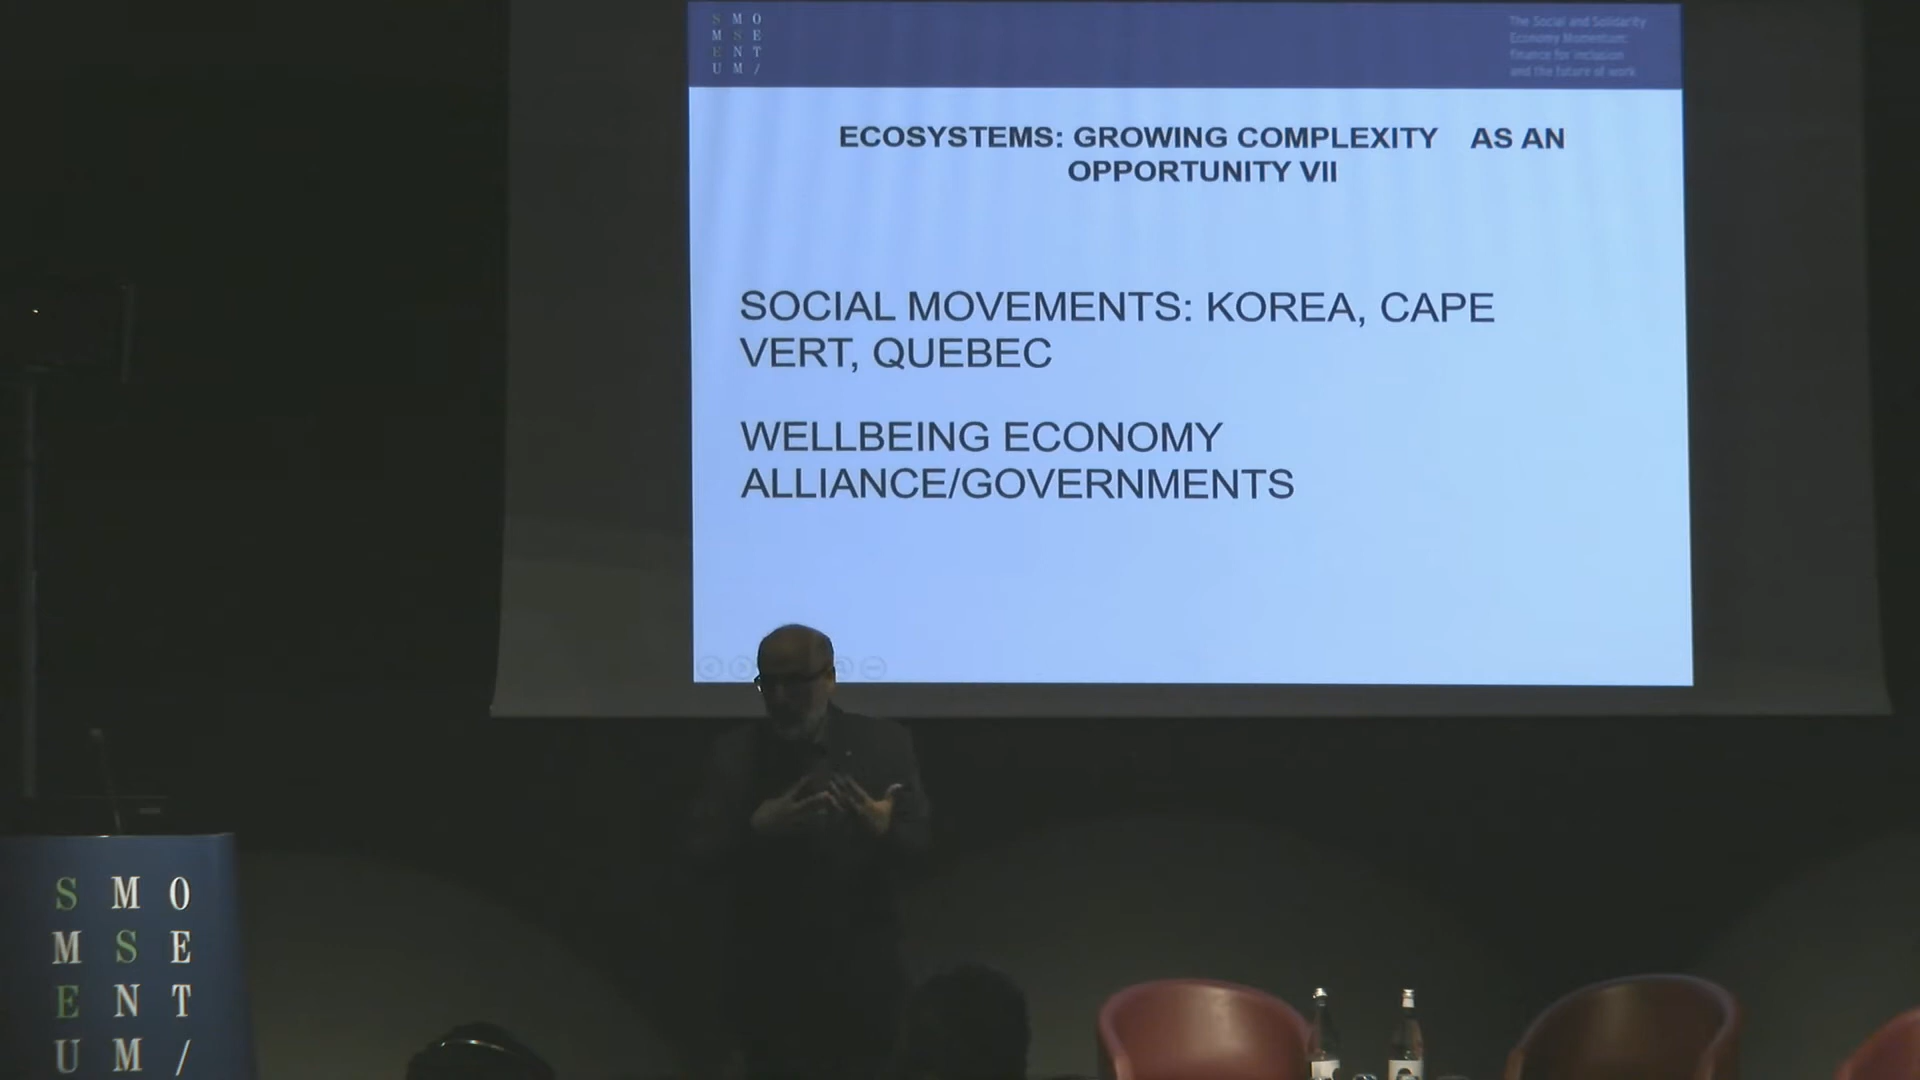 S M O
M S E
E N T
U M /
The Social and Solidarity
Economy Momentum:
finance for inclusion
and the future of work
ECOSYSTEMS: GROWING COMPLEXITY AS AN
OPPORTUNITY VII
SOCIAL MOVEMENTS: KOREA, CAPE
VERT, QUEBEC
WELLBEING ECONOMY
ALLIANCE/GOVERNMENTS
S M O
M S E
E N T
U M /